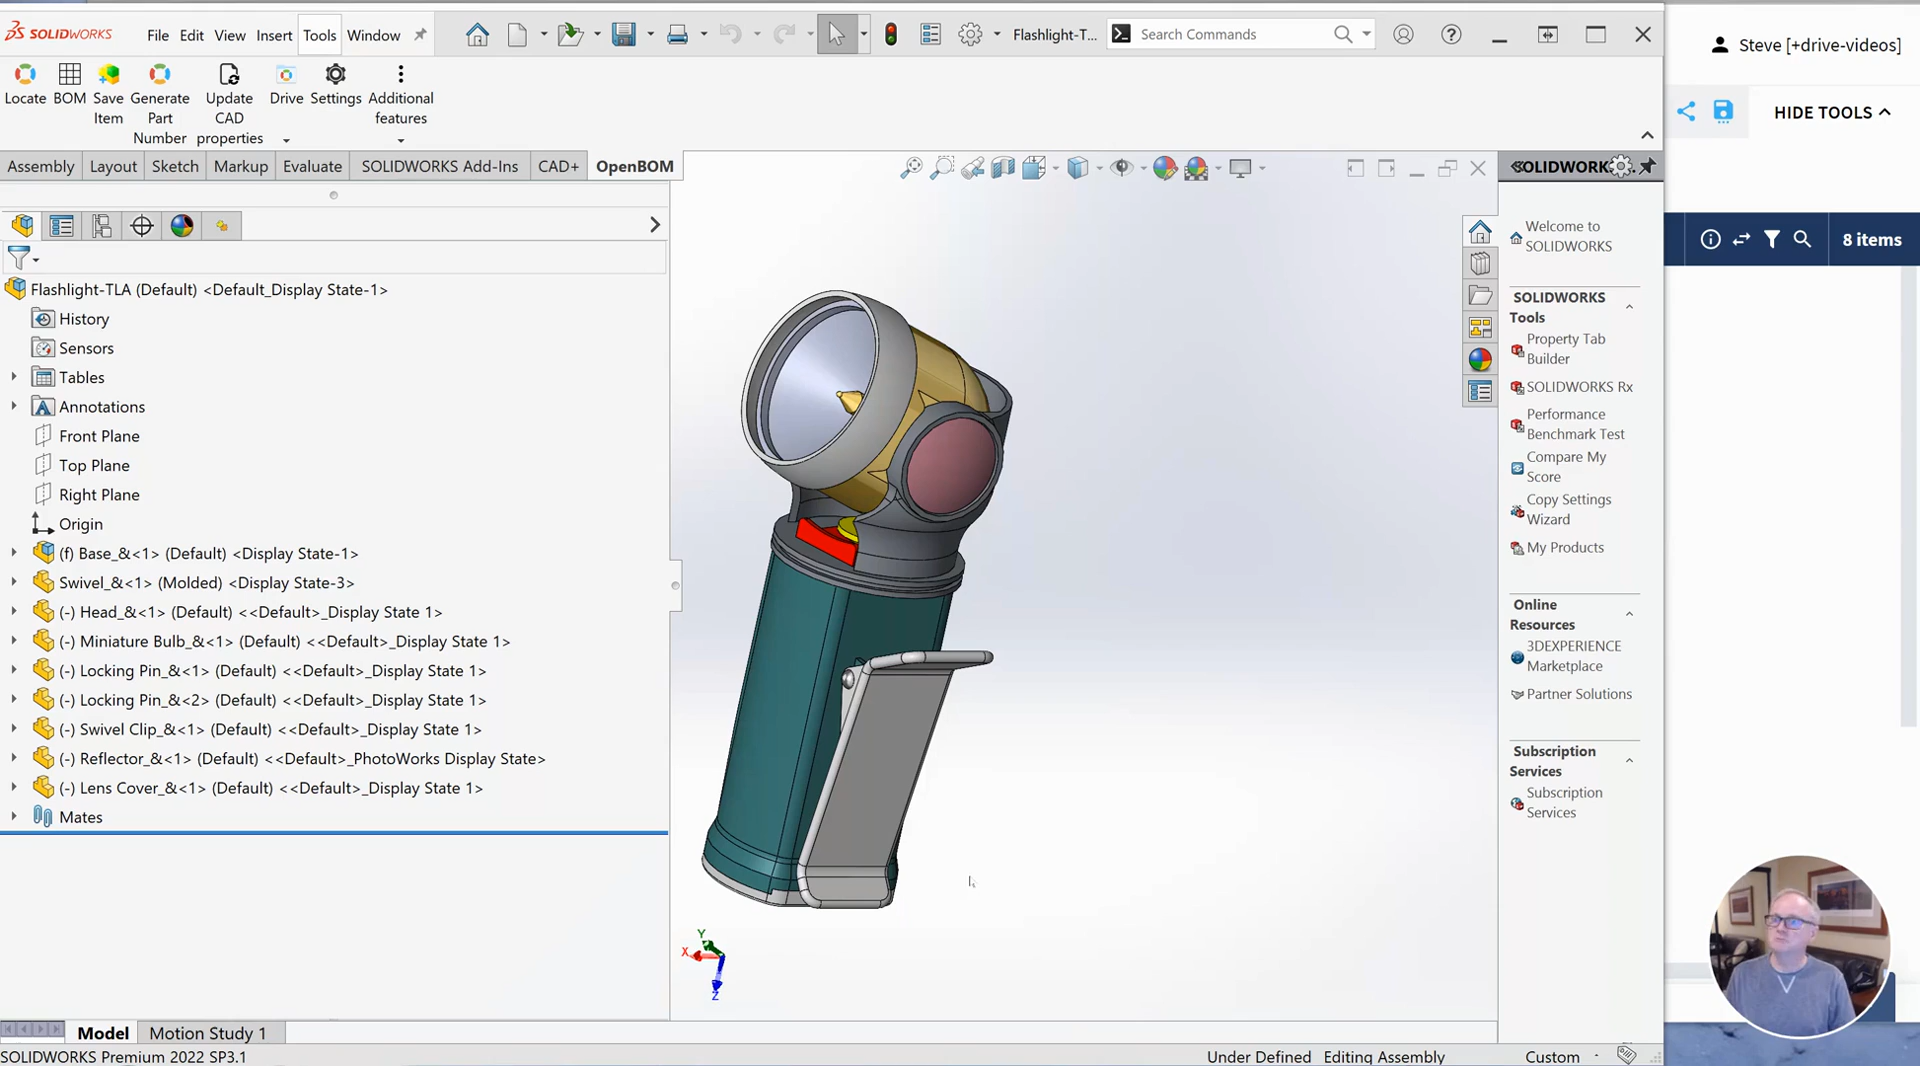 SOLIDWORKS File Edit View Insert Tools Window Flashlight-T... Search Commands
Steve [+drive-videos]
HIDE TOOLS
Locate BOM Save Item Generate Part Number Update CAD properties Drive Settings Additional features
Assembly Layout Sketch Markup Evaluate SOLIDWORKS Add-Ins CAD+ OpenBOM
SOLIDWORK...
8 items
Flashlight-TLA (Default) <Default_Display State-1>
History
Sensors
Tables
Annotations
Front Plane
Top Plane
Right Plane
Origin
(f) Base_&<1> (Default) <Display State-1>
Swivel_&<1> (Molded) <Display State-3>
(-) Head_&<1> (Default) <<Default>_Display State 1>
(-) Miniature Bulb_&<1> (Default) <<Default>_Display State 1>
(-) Locking Pin_&<1> (Default) <<Default>_Display State 1>
(-) Locking Pin_&<2> (Default) <<Default>_Display State 1>
(-) Swivel Clip_&<1> (Default) <<Default>_Display State 1>
(-) Reflector_&<1> (Default) <<Default>_PhotoWorks Display State>
(-) Lens Cover_&<1> (Default) <<Default>_Display State 1>
Mates
Y
X
Z
Welcome to
SOLIDWORKS
SOLIDWORKS
Tools
Property Tab
Builder
SOLIDWORKS Rx
Performance
Benchmark Test
Compare My
Score
Copy Settings
Wizard
My Products
Online
Resources
3DEXPERIENCE
Marketplace
Partner Solutions
Subscription
Services
Subscription
Services
Model Motion Study 1
SOLIDWORKS Premium 2022 SP3.1 Under Defined Editing Assembly Custom